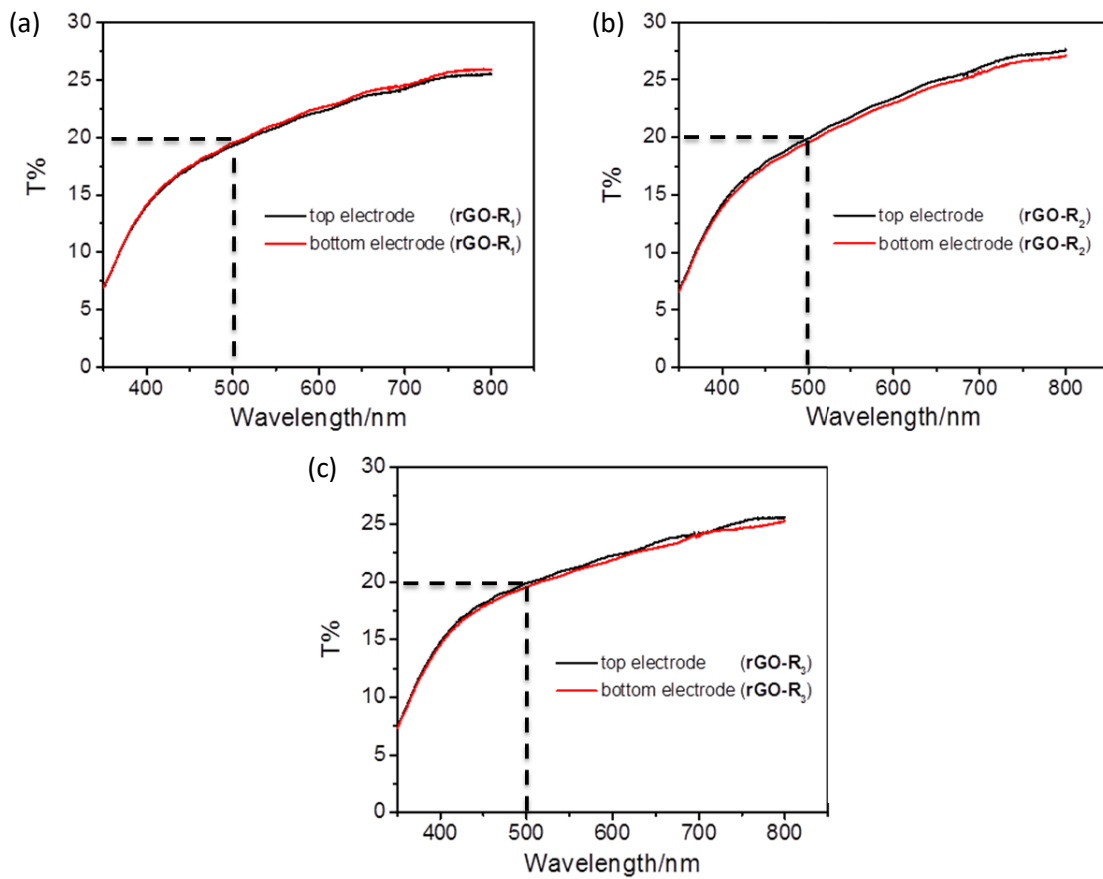 (a)
30
25
20
15
10
5
0
T%
400 500 600 700 800
Wavelength/nm
top electrode (rGO-R₁)
bottom electrode (rGO-R₁)
(b)
30
25
20
15
10
5
0
T%
400 500 600 700 800
Wavelength/nm
top electrode (rGO-R₂)
bottom electrode (rGO-R₂)
(c)
30
25
20
15
10
5
0
T%
400 500 600 700 800
Wavelength/nm
top electrode (rGO-R₃)
bottom electrode (rGO-R₃)